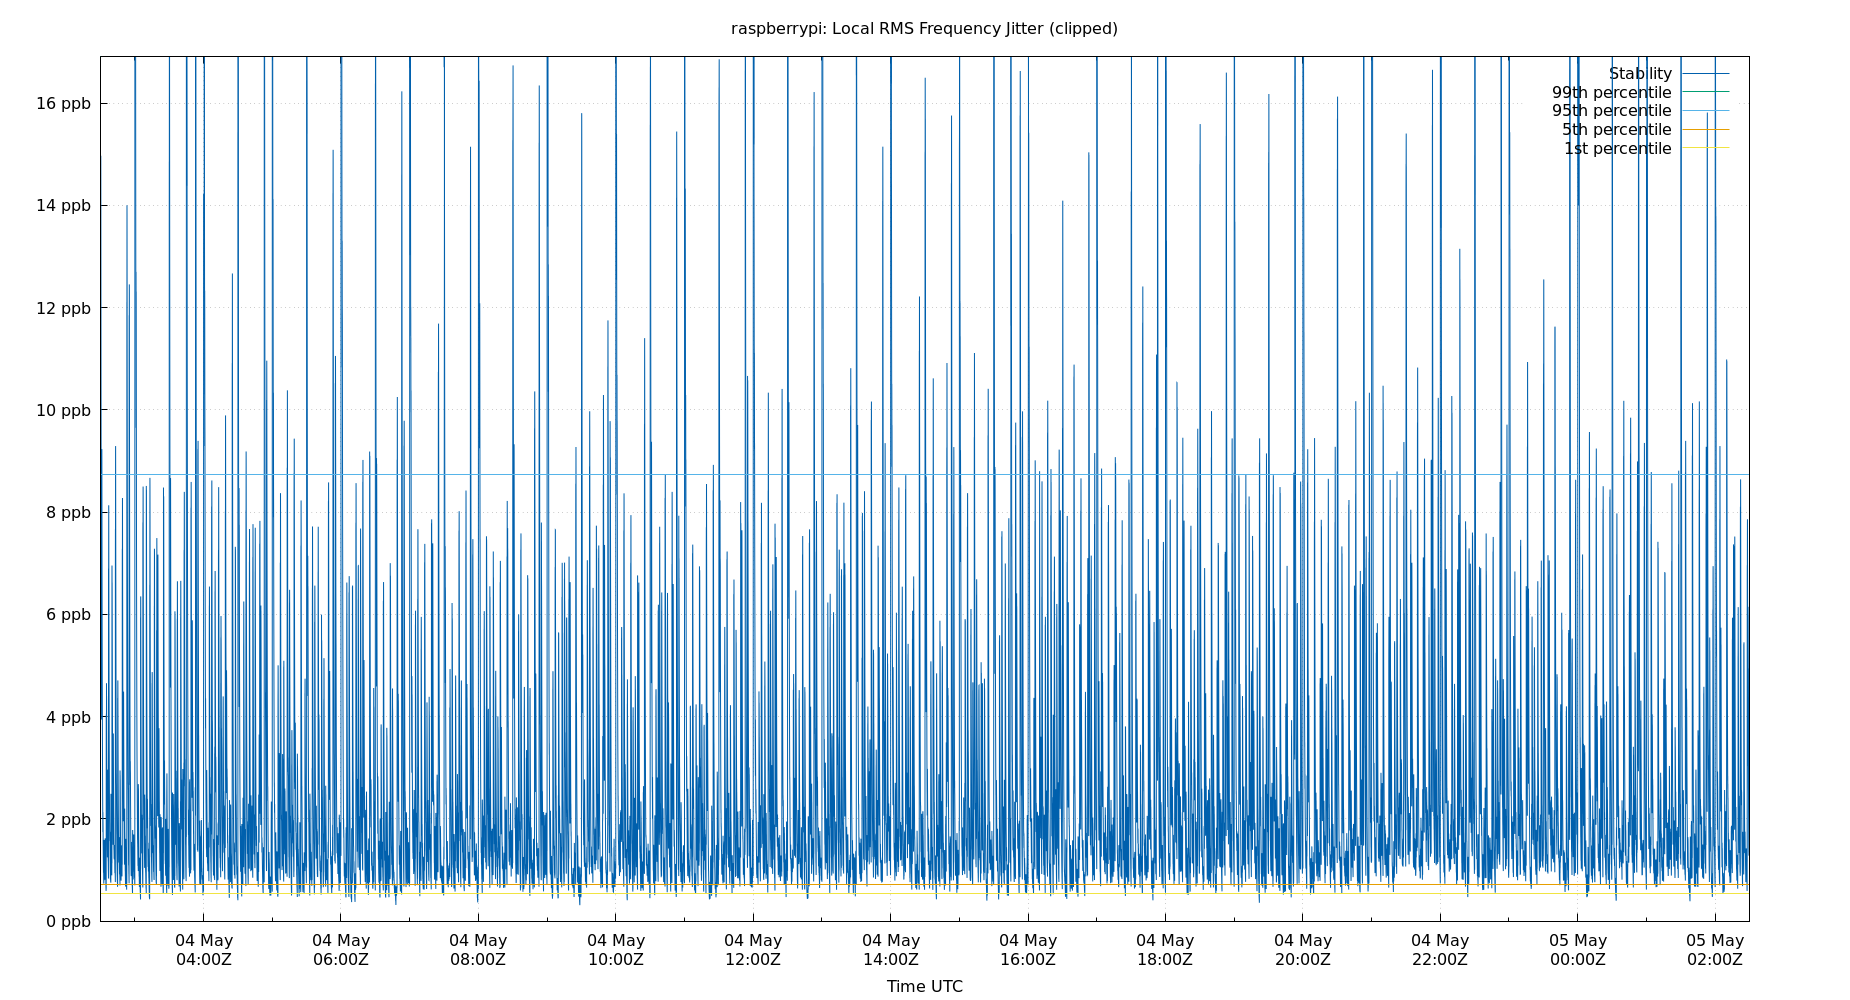 raspberrypi: Local RMS Frequency Jitter (clipped)
Stability
99th percentile
95th percentile
5th percentile
1st percentile
16 ppb
14 ppb
12 ppb
10 ppb
8 ppb
6 ppb
4 ppb
2 ppb
0 ppb
04 May 04 May 04 May 04 May 04 May 04 May 04 May 04 May 04 May 04 May 05 May 05 May
04:00Z 06:00Z 08:00Z 10:00Z 12:00Z 14:00Z 16:00Z 18:00Z 20:00Z 22:00Z 00:00Z 02:00Z
Time UTC